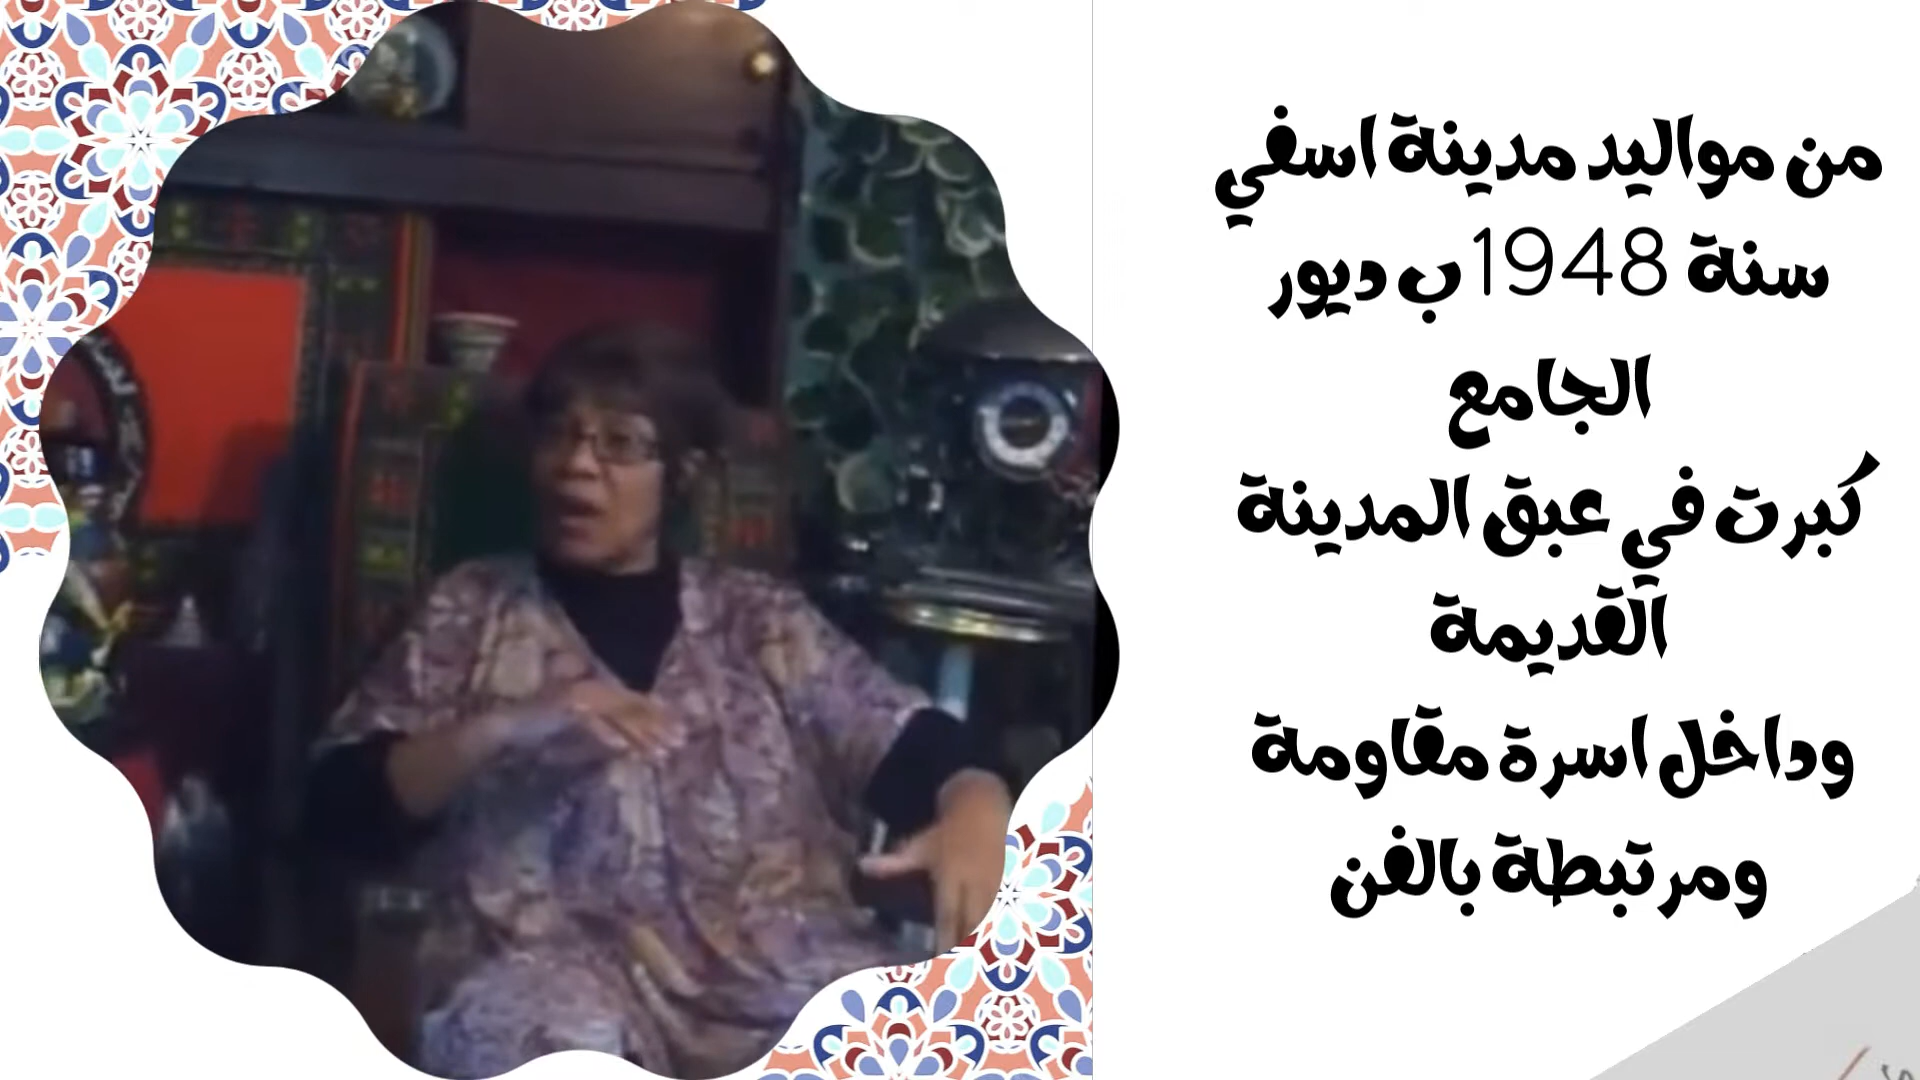 من مواليد مدينة اسفي
سنة 1948 ب ديور
الجامع
كبرت في عبق المدينة
القديمة
وداخل اسرة مقاومة
ومرتبطة بالفن